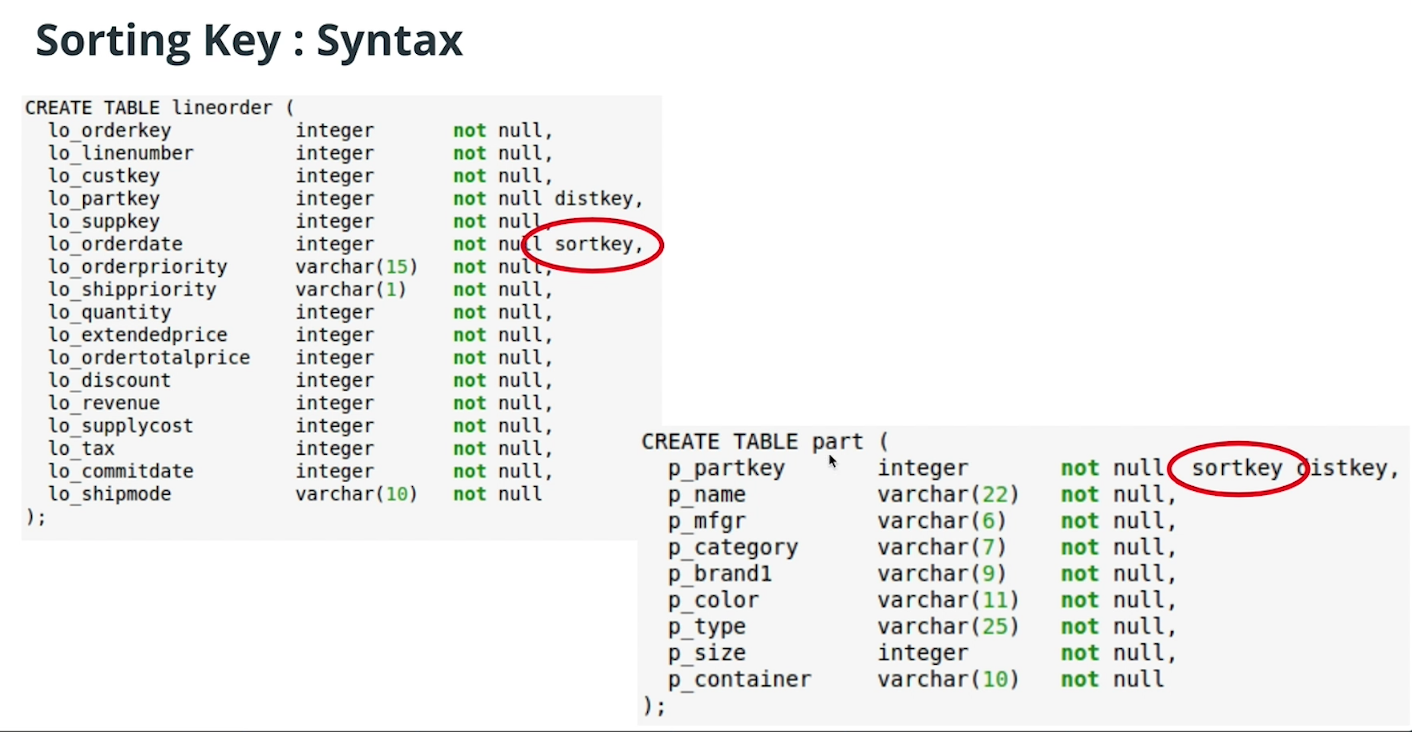 Sorting Key : Syntax
CREATE TABLE lineorder (
lo_orderkey integer not null,
lo_linenumber integer not null,
lo_custkey integer not null,
lo_partkey integer not null distkey,
lo_suppkey integer not null,
lo_orderdate integer not null sortkey,
lo_orderpriority varchar(15) not null,
lo_shippriority varchar(1) not null,
lo_quantity integer not null,
lo_extendedprice integer not null,
lo_ordertotalprice integer not null,
lo_discount integer not null,
lo_revenue integer not null,
lo_supplycost integer not null,
lo_tax integer not null,
lo_commitdate integer not null,
lo_shipmode varchar(10) not null
);
CREATE TABLE part (
p_partkey integer not null sortkey distkey,
p_name varchar(22) not null,
p_mfgr varchar(6) not null,
p_category varchar(7) not null,
p_brand1 varchar(9) not null,
p_color varchar(11) not null,
p_type varchar(25) not null,
p_size integer not null,
p_container varchar(10) not null
);